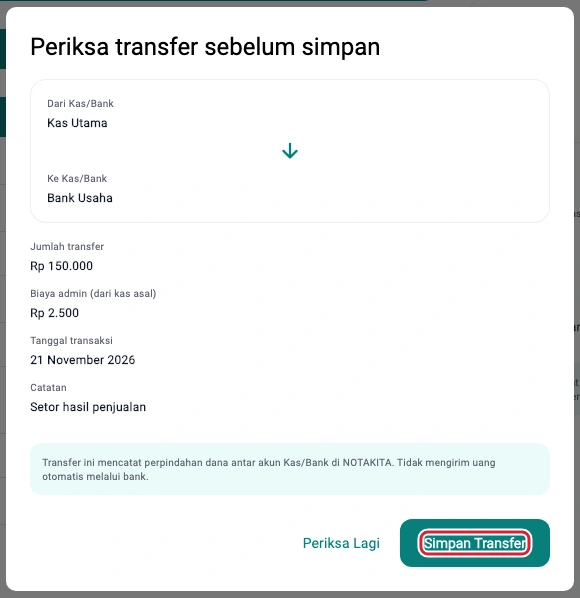 Periksa transfer sebelum simpan
Dari Kas/Bank
Kas Utama
Ke Kas/Bank
Bank Usaha
Jumlah transfer
Rp 150.000
Biaya admin (dari kas asal)
Rp 2.500
Tanggal transaksi
21 November 2026
Catatan
Setor hasil penjualan
Transfer ini mencatat perpindahan dana antar akun Kas/Bank di NOTAKITA. Tidak mengirim uang
otomatis melalui bank.
Periksa Lagi
Simpan Transfer